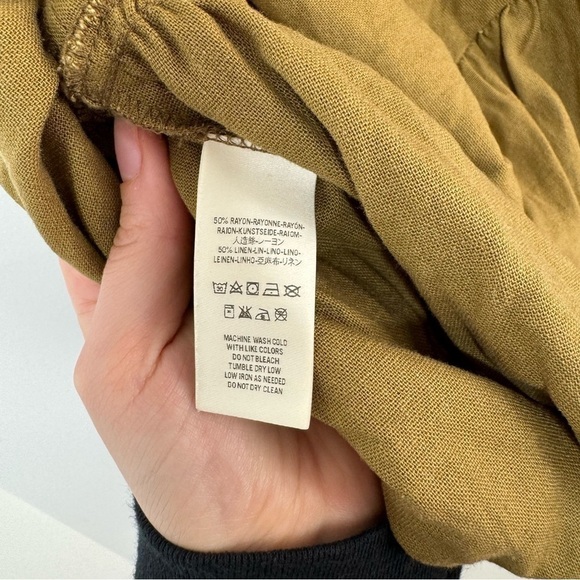 50% RAYON-RAYONNE-RAYON-
RAION-KUNSTSEIDE-RAIOM-
人造絲-レーヨン
50% LINEN-LIN-LINO-LINO-
LEINEN-LINHO-亞麻布-リネン
MACHINE WASH COLD
WITH LIKE COLORS
DO NOT BLEACH
TUMBLE DRY LOW
LOW IRON AS NEEDED
DO NOT DRY CLEAN